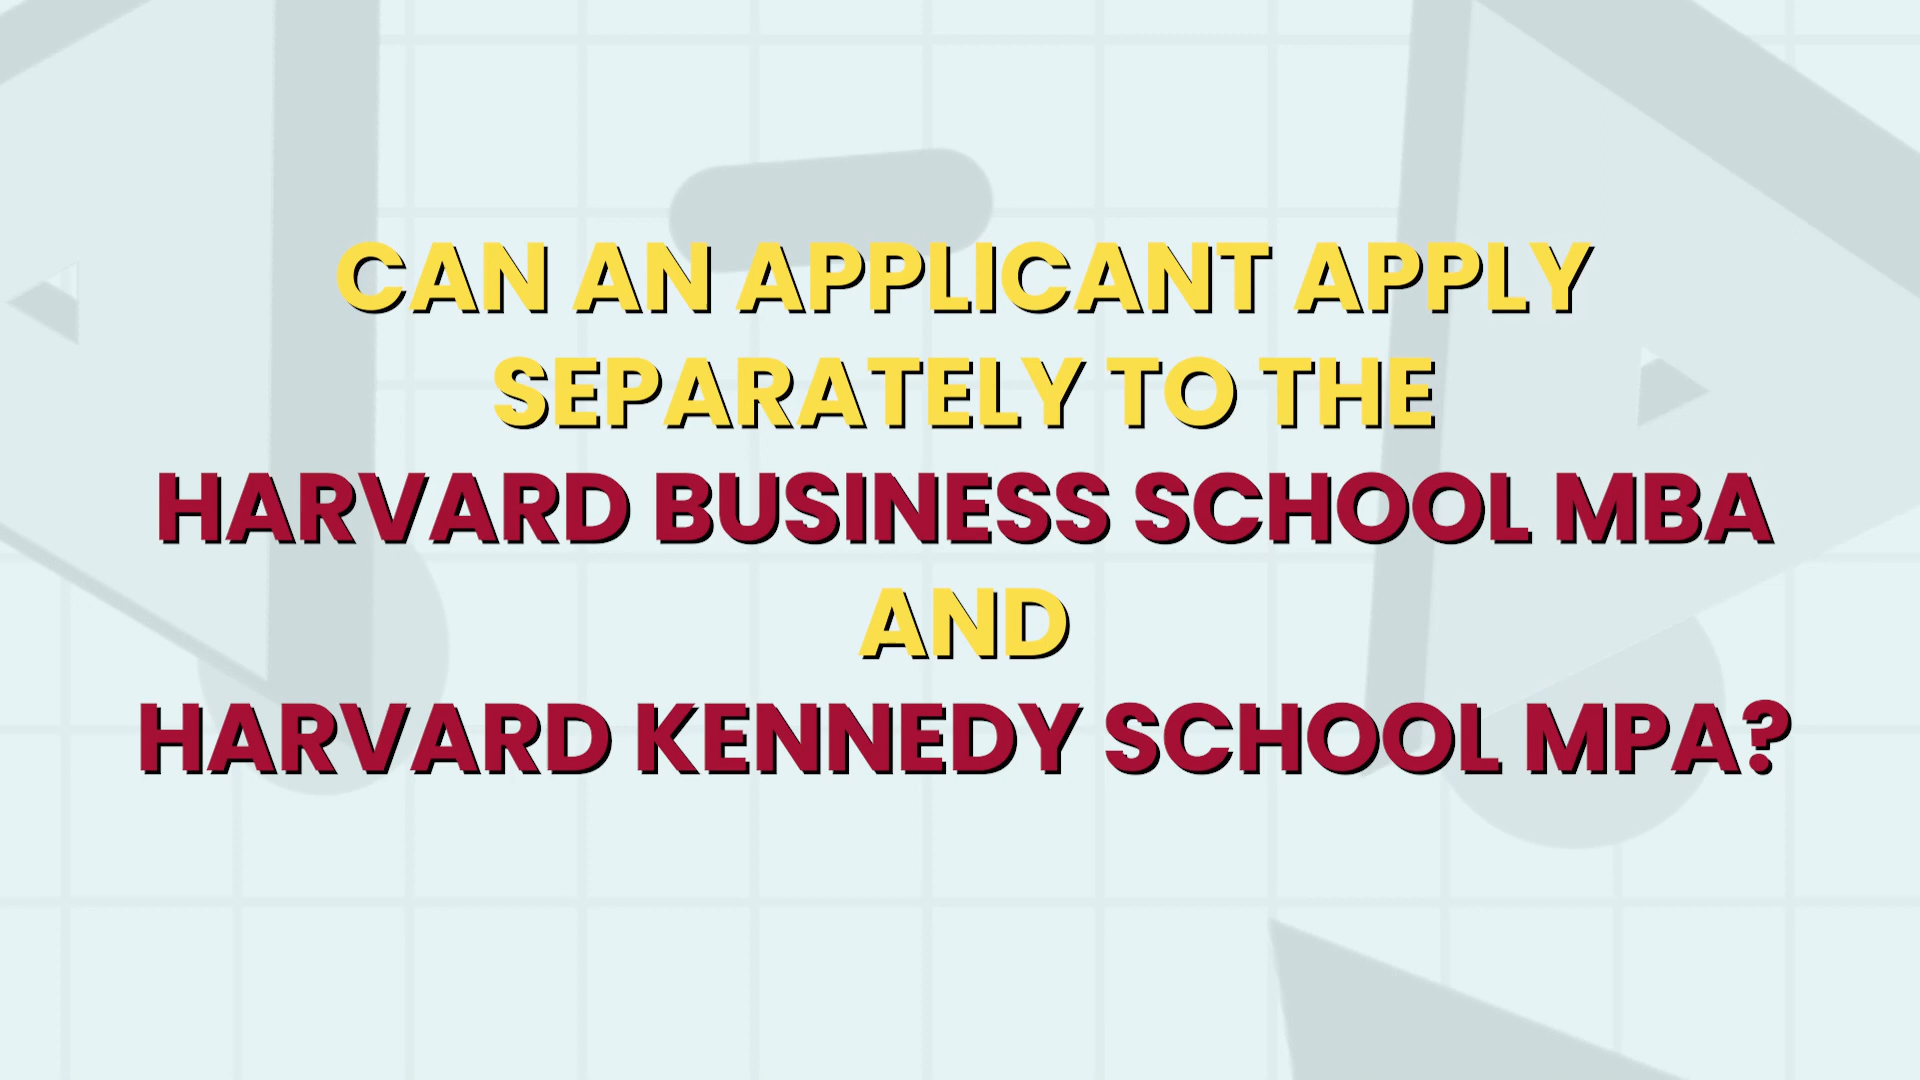 CAN AN APPLICANT APPLY
SEPARATELY TO THE
HARVARD BUSINESS SCHOOL MBA
AND
HARVARD KENNEDY SCHOOL MPA?